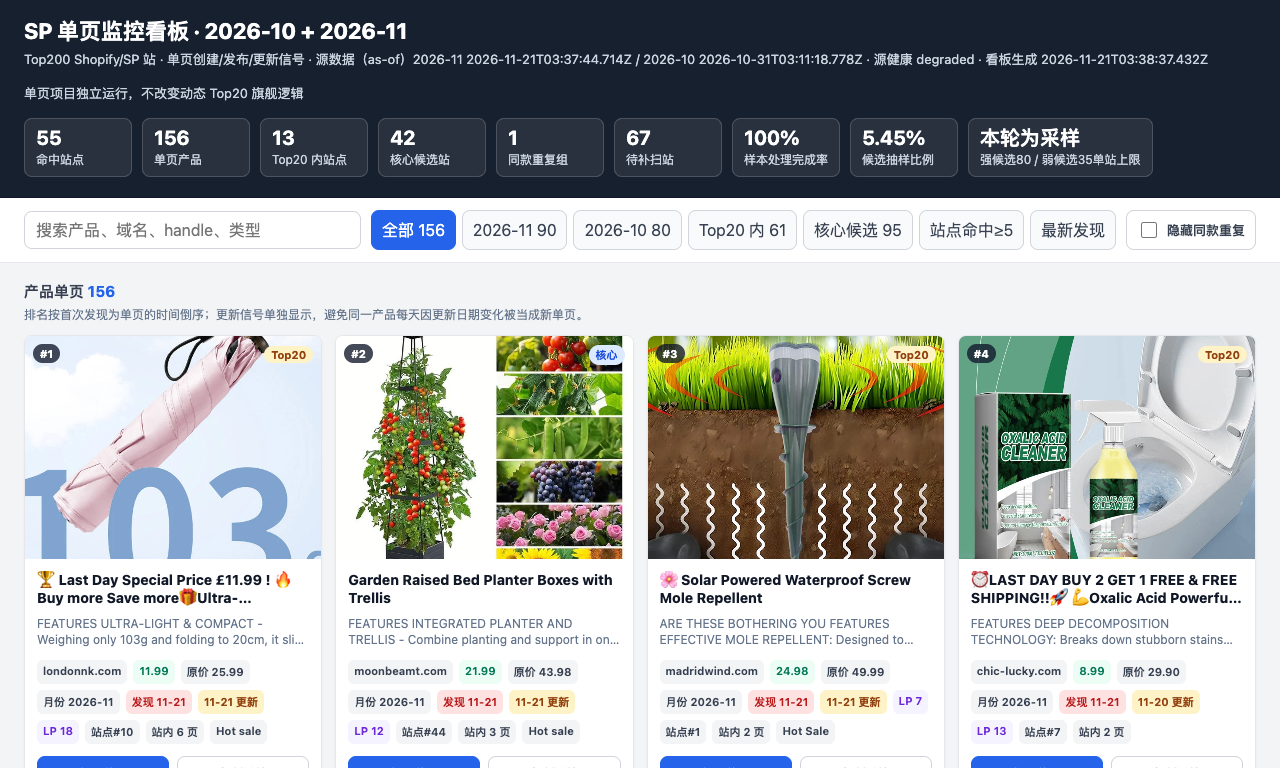 SP 单页监控看板 · 2026-10 + 2026-11
Top200 Shopify/SP 站 · 单页创建/发布/更新信号 · 源数据（as-of）2026-11 2026-11-21T03:37:44.714Z / 2026-10 2026-10-31T03:11:18.778Z · 源健康 degraded · 看板生成 2026-11-21T03:38:37.432Z
单页项目独立运行，不改变动态 Top20 旗舰逻辑
55
命中站点
156
单页产品
13
Top20 内站点
42
核心候选站
1
同款重复组
67
待补扫站
100%
样本处理完成率
5.45%
候选抽样比例
本轮为采样
强候选80 / 弱候选35单站上限
搜索产品、域名、handle、类型
全部 156
2026-11 90
2026-10 80
Top20 内 61
核心候选 95
站点命中≥5
最新发现
隐藏同款重复
产品单页 156
排名按首次发现为单页的时间倒序；更新信号单独显示，避免同一产品每天因更新日期变化被当成新单页。
#1
Top20
103
🏆 Last Day Special Price £11.99 ! 🔥
Buy more Save more🎁Ultra-...
FEATURES ULTRA-LIGHT & COMPACT -
Weighing only 103g and folding to 20cm, it sli...
londonnk.com
11.99
原价 25.99
月份 2026-11
发现 11-21
11-21 更新
LP 18
站点#10
站内 6 页
Hot sale
#2
核心
Garden Raised Bed Planter Boxes with
Trellis
FEATURES INTEGRATED PLANTER AND
TRELLIS - Combine planting and support in on...
moonbeamt.com
21.99
原价 43.98
月份 2026-11
发现 11-21
11-21 更新
LP 12
站点#44
站内 3 页
Hot sale
#3
Top20
🌸Solar Powered Waterproof Screw
Mole Repellent
ARE THESE BOTHERING YOU FEATURES
EFFECTIVE MOLE REPELLENT: Designed to...
madridwind.com
24.98
原价 49.99
月份 2026-11
发现 11-21
11-21 更新
LP 7
站点#1
站内 2 页
Hot Sale
#4
Top20
OXALIC ACID
CLEANER
OXALIC ACID
CLEANER
⏰LAST DAY BUY 2 GET 1 FREE & FREE
SHIPPING!!🚀 💪Oxalic Acid Powerfu...
FEATURES DEEP DECOMPOSITION
TECHNOLOGY: Breaks down stubborn stains...
chic-lucky.com
8.99
原价 29.90
月份 2026-11
发现 11-21
11-20 更新
LP 13
站点#7
站内 2 页